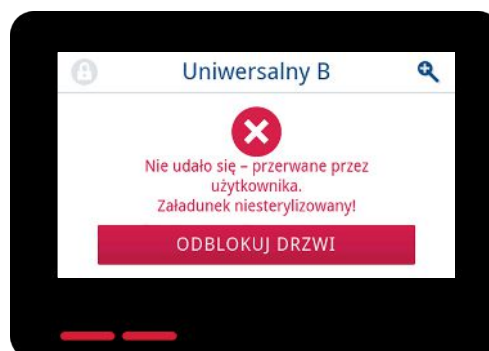 Uniwersalny B
Nie udało się – przerwane przez
użytkownika.
Załadunek niesterylizowany!
ODBLOKUJ DRZWI